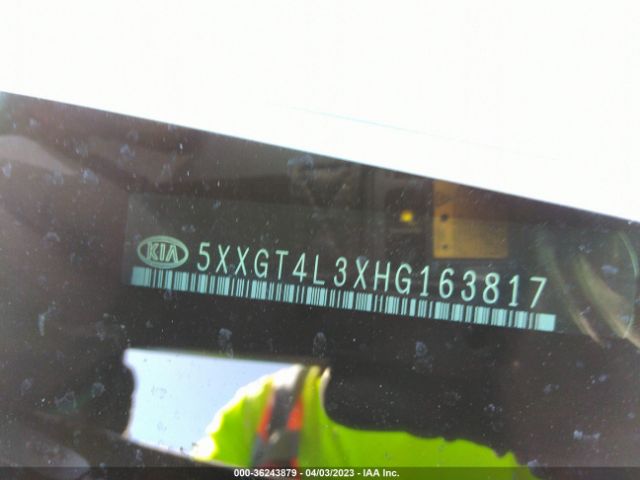 KIA 5XXGT4L3XHG163817
000-36243879 - 04/03/2023 - IAA Inc.